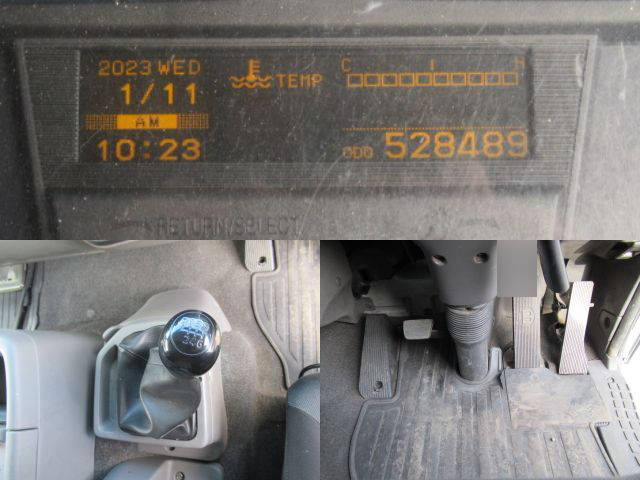 2023 WED
1/11
AM
10:23
TEMP
C H
ODO 528489
RETURN/SELECT